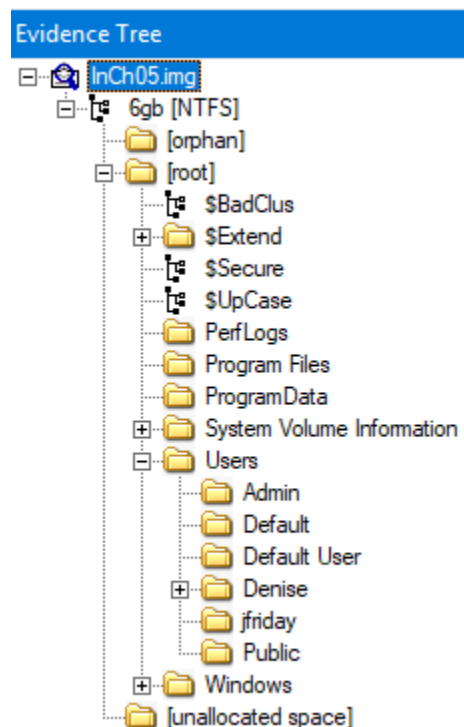 Evidence Tree
InCh05.img
6gb [NTFS]
[orphan]
[root]
$BadClus
$Extend
$Secure
$UpCase
PerfLogs
Program Files
ProgramData
System Volume Information
Users
Admin
Default
Default User
Denise
jfriday
Public
Windows
[unallocated space]